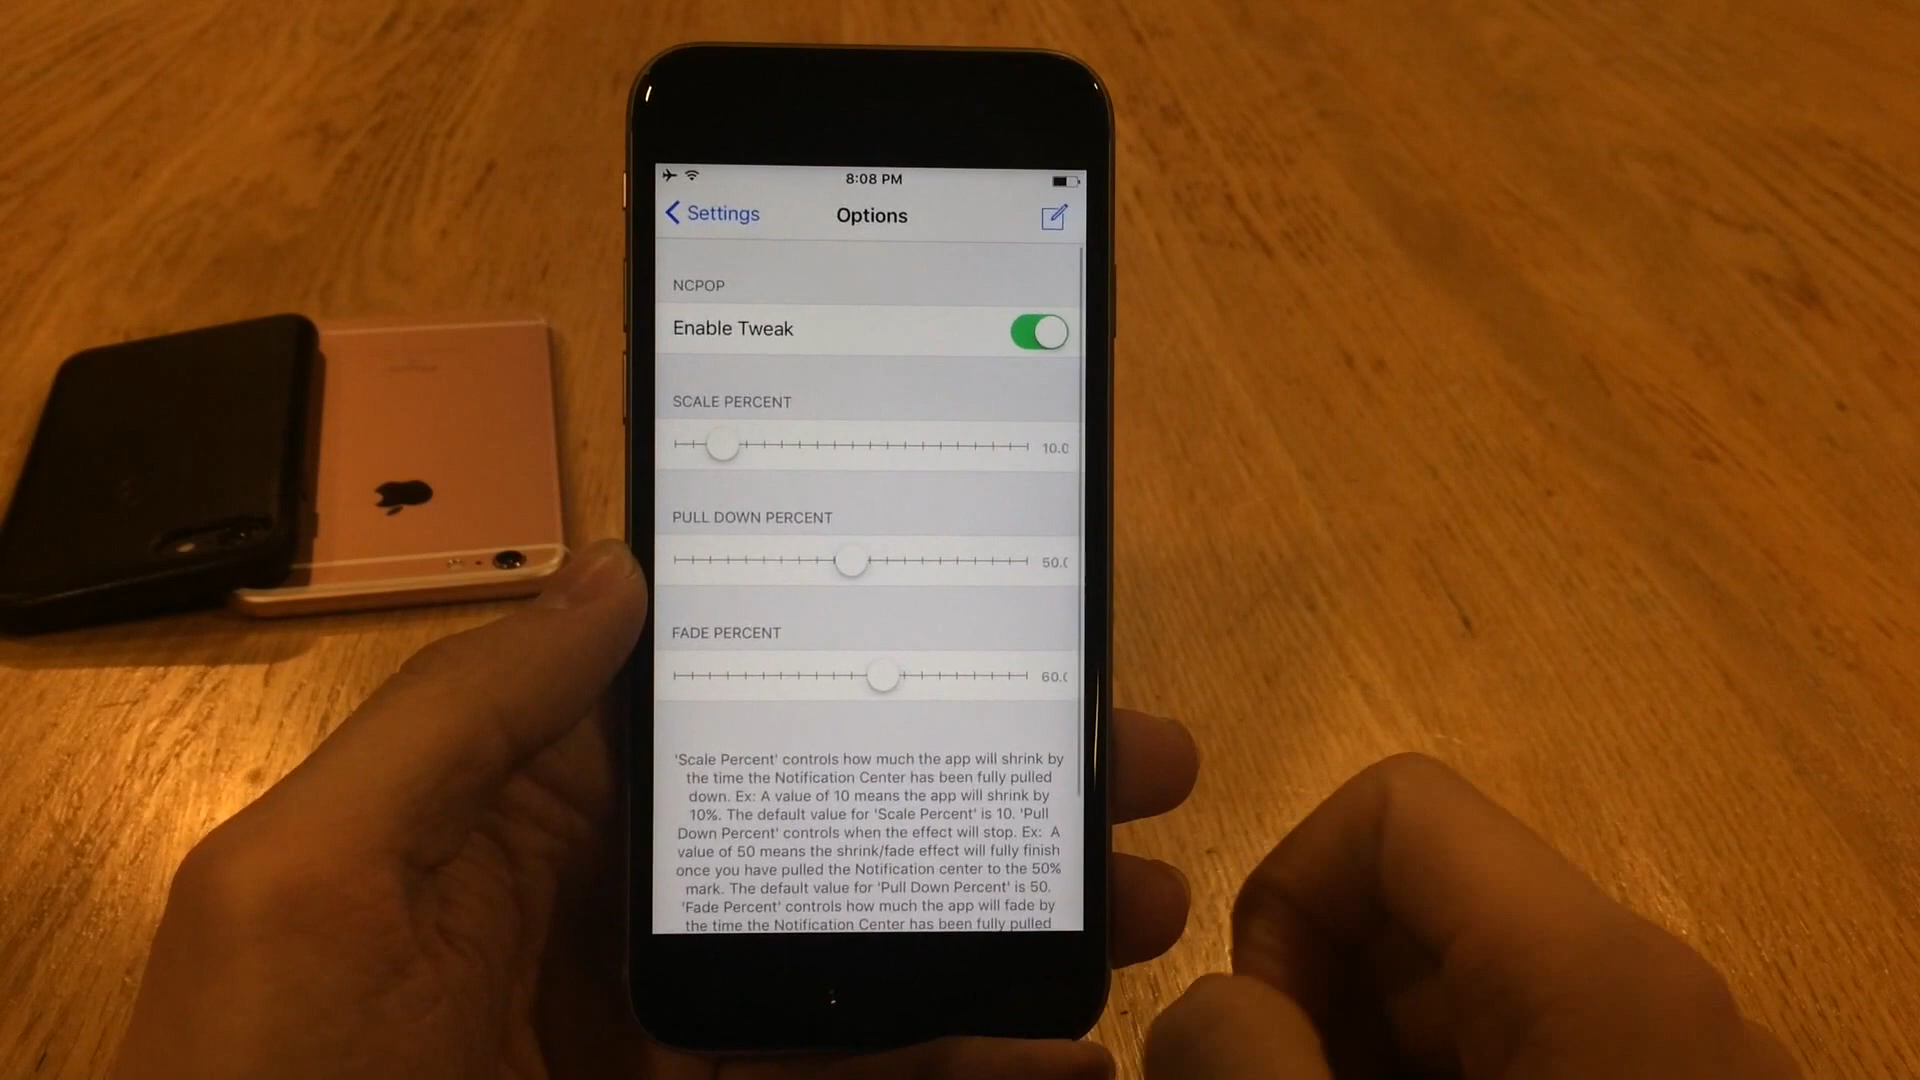 8:08 PM
Settings
Options
NCPOP
Enable Tweak
SCALE PERCENT
10.0
PULL DOWN PERCENT
50.0
FADE PERCENT
60.0
'Scale Percent' controls how much the app will shrink by
the time the Notification Center has been fully pulled
down. Ex: A value of 10 means the app will shrink by
10%. The default value for 'Scale Percent' is 10. 'Pull
Down Percent' controls when the effect will stop. Ex:  A
value of 50 means the shrink/fade effect will fully finish
once you have pulled the Notification center to the 50%
mark. The default value for 'Pull Down Percent' is 50.
'Fade Percent' controls how much the app will fade by
the time the Notification Center has been fully pulled